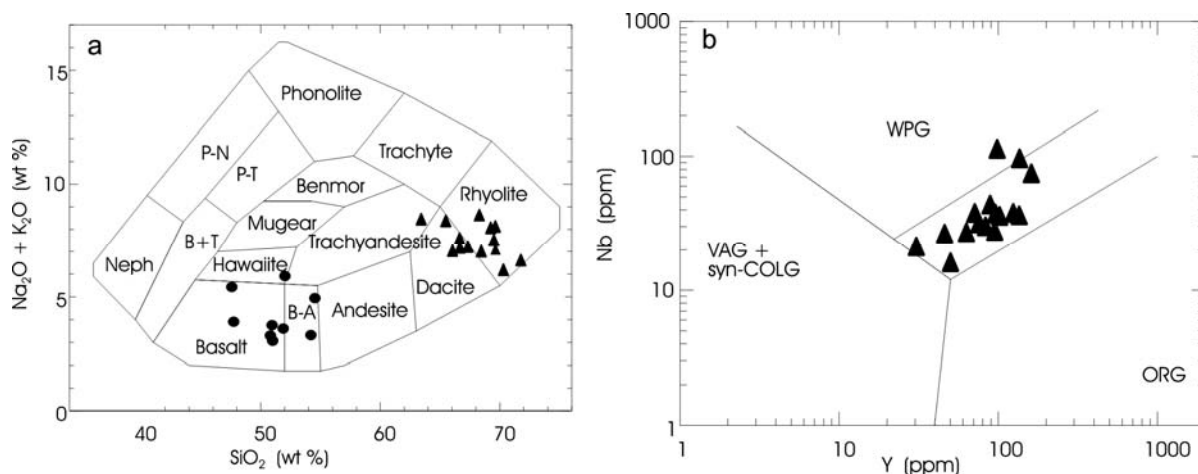 a
15
10
5
0
Na₂O + K₂O (wt %)
40
50
60
70
SiO₂ (wt %)
Phonolite
P-N
Trachyte
P-T
Benmor
Rhyolite
Mugear
B+T
Trachyandesite
Neph
Hawaiite
Dacite
B-A
Andesite
Basalt
b
1000
100
10
1
Nb (ppm)
1
10
100
1000
Y (ppm)
WPG
VAG +
syn-COLG
ORG